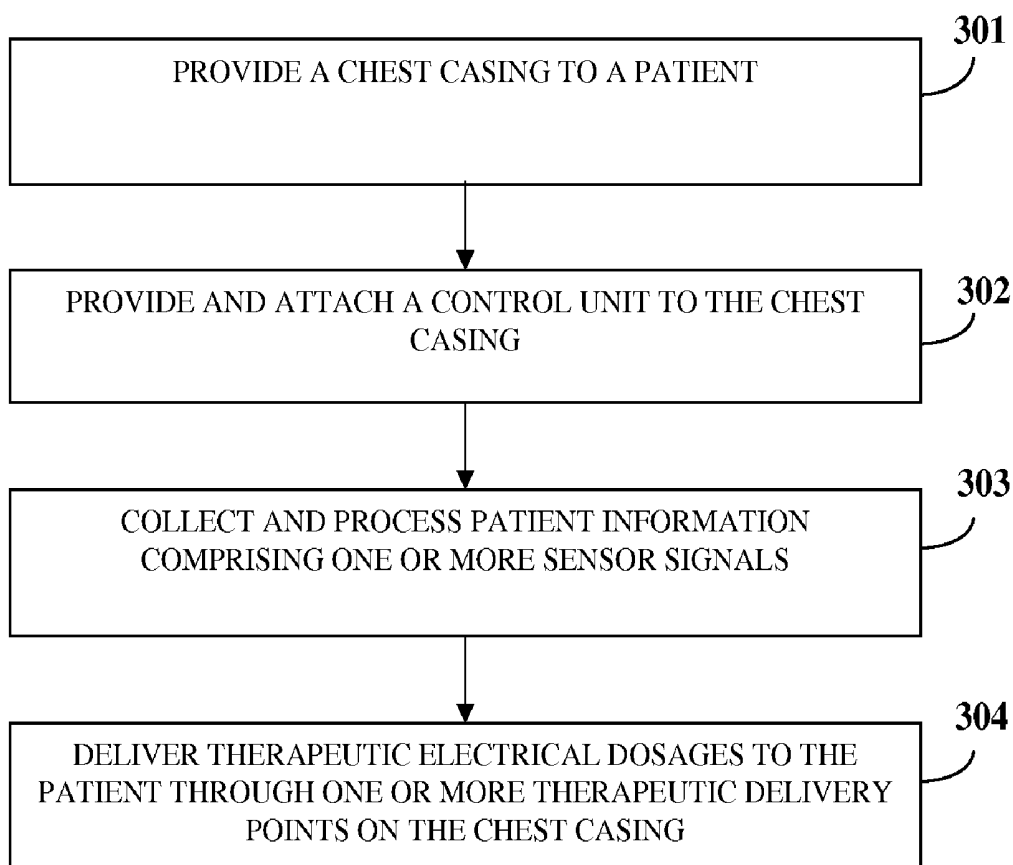 301
PROVIDE A CHEST CASING TO A PATIENT
302
PROVIDE AND ATTACH A CONTROL UNIT TO THE CHEST
CASING
303
COLLECT AND PROCESS PATIENT INFORMATION
COMPRISING ONE OR MORE SENSOR SIGNALS
304
DELIVER THERAPEUTIC ELECTRICAL DOSAGES TO THE
PATIENT THROUGH ONE OR MORE THERAPEUTIC DELIVERY
POINTS ON THE CHEST CASING